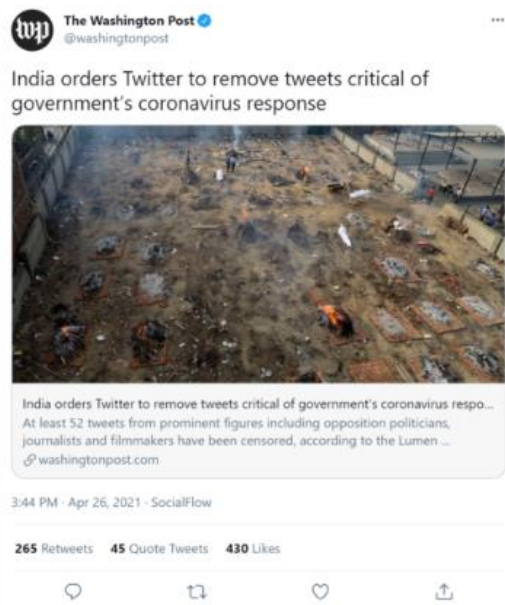 The Washington Post
@washingtonpost
India orders Twitter to remove tweets critical of
government's coronavirus response
India orders Twitter to remove tweets critical of government's coronavirus respo...
At least 52 tweets from prominent figures including opposition politicians,
journalists and filmmakers have been censored, according to the Lumen ...
washingtonpost.com
3:44 PM · Apr 26, 2021 · SocialFlow
265 Retweets 45 Quote Tweets 430 Likes